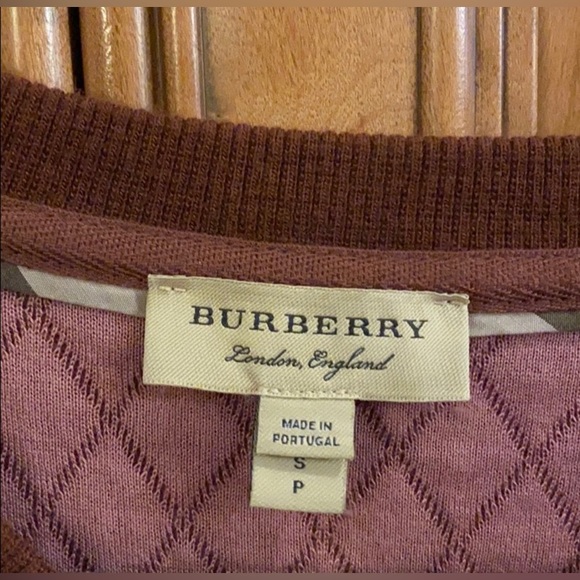 BURBERRY
London, England
MADE IN
PORTUGAL
S
P